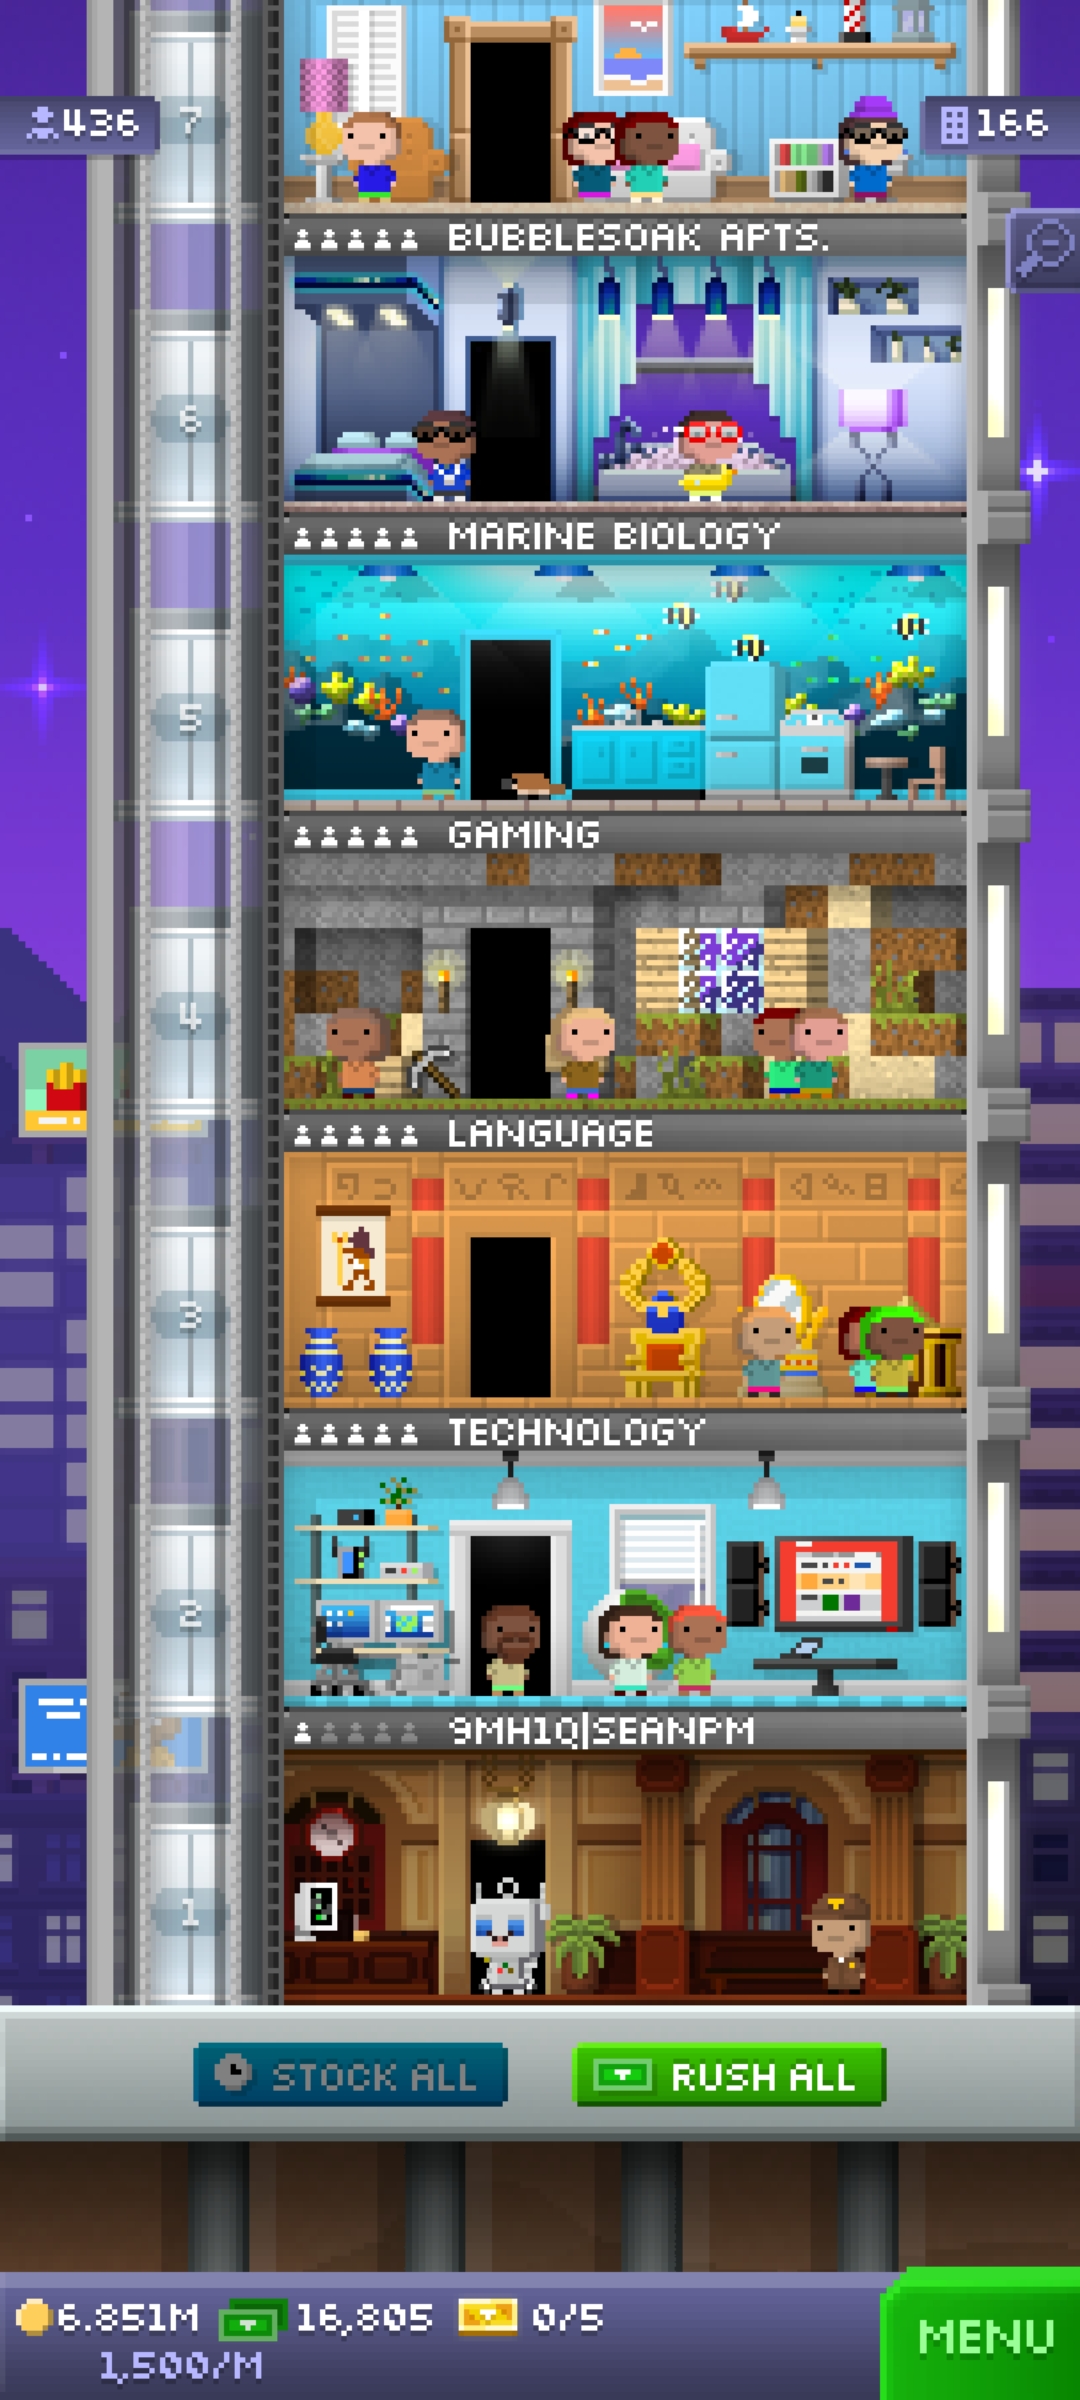 436
7
166
BUBBLESOAK APTS.
6
MARINE BIOLOGY
5
GAMING
4
LANGUAGE
3
TECHNOLOGY
2
9MH1Q|SEANPM
1
STOCK ALL
RUSH ALL
6.851M
16,805
0/5
MENU
1,500/M